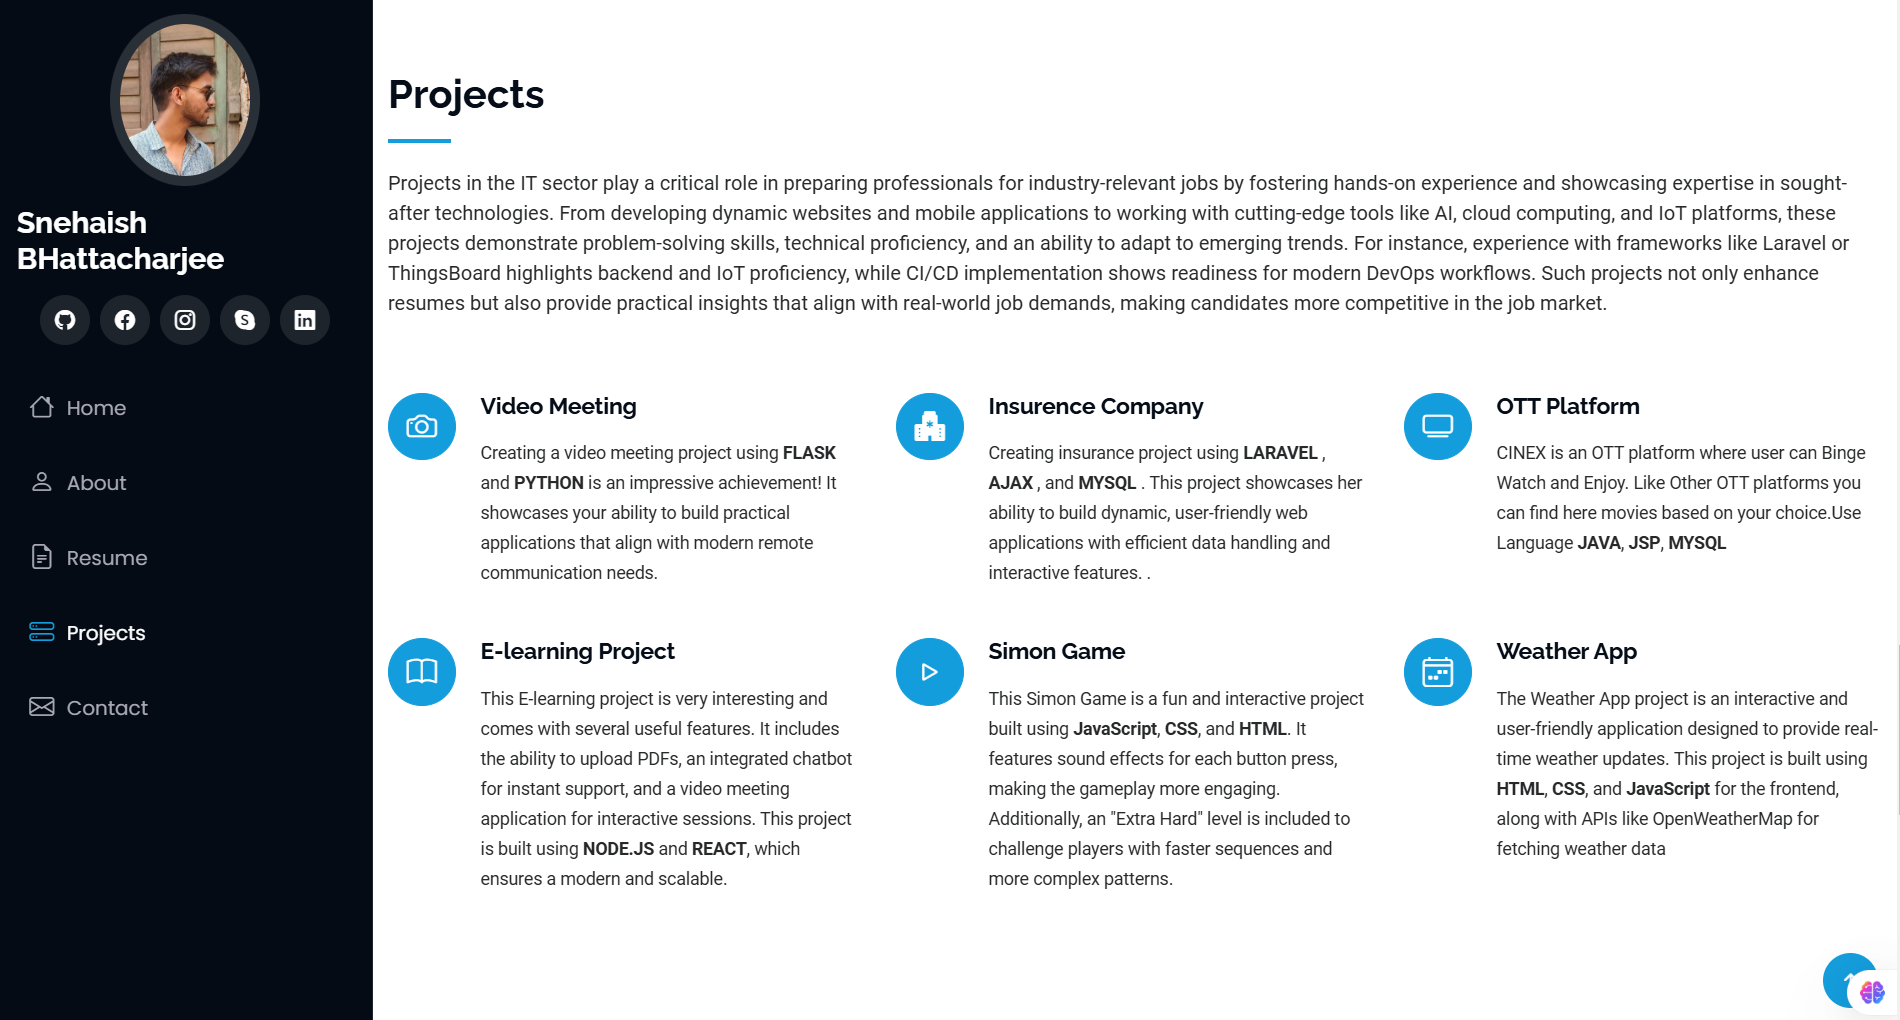 Snehaish
BHattacharjee
Home
About
Resume
Projects
Contact
Projects
Projects in the IT sector play a critical role in preparing professionals for industry-relevant jobs by fostering hands-on experience and showcasing expertise in sought-
after technologies. From developing dynamic websites and mobile applications to working with cutting-edge tools like AI, cloud computing, and IoT platforms, these
projects demonstrate problem-solving skills, technical proficiency, and an ability to adapt to emerging trends. For instance, experience with frameworks like Laravel or
ThingsBoard highlights backend and IoT proficiency, while CI/CD implementation shows readiness for modern DevOps workflows. Such projects not only enhance
resumes but also provide practical insights that align with real-world job demands, making candidates more competitive in the job market.
Video Meeting
Creating a video meeting project using FLASK
and PYTHON is an impressive achievement! It
showcases your ability to build practical
applications that align with modern remote
communication needs.
Insurence Company
Creating insurance project using LARAVEL ,
AJAX , and MYSQL . This project showcases her
ability to build dynamic, user-friendly web
applications with efficient data handling and
interactive features. .
OTT Platform
CINEX is an OTT platform where user can Binge
Watch and Enjoy. Like Other OTT platforms you
can find here movies based on your choice.Use
Language JAVA, JSP, MYSQL
E-learning Project
This E-learning project is very interesting and
comes with several useful features. It includes
the ability to upload PDFs, an integrated chatbot
for instant support, and a video meeting
application for interactive sessions. This project
is built using NODE.JS and REACT, which
ensures a modern and scalable.
Simon Game
This Simon Game is a fun and interactive project
built using JavaScript, CSS, and HTML. It
features sound effects for each button press,
making the gameplay more engaging.
Additionally, an "Extra Hard" level is included to
challenge players with faster sequences and
more complex patterns.
Weather App
The Weather App project is an interactive and
user-friendly application designed to provide real-
time weather updates. This project is built using
HTML, CSS, and JavaScript for the frontend,
along with APIs like OpenWeatherMap for
fetching weather data